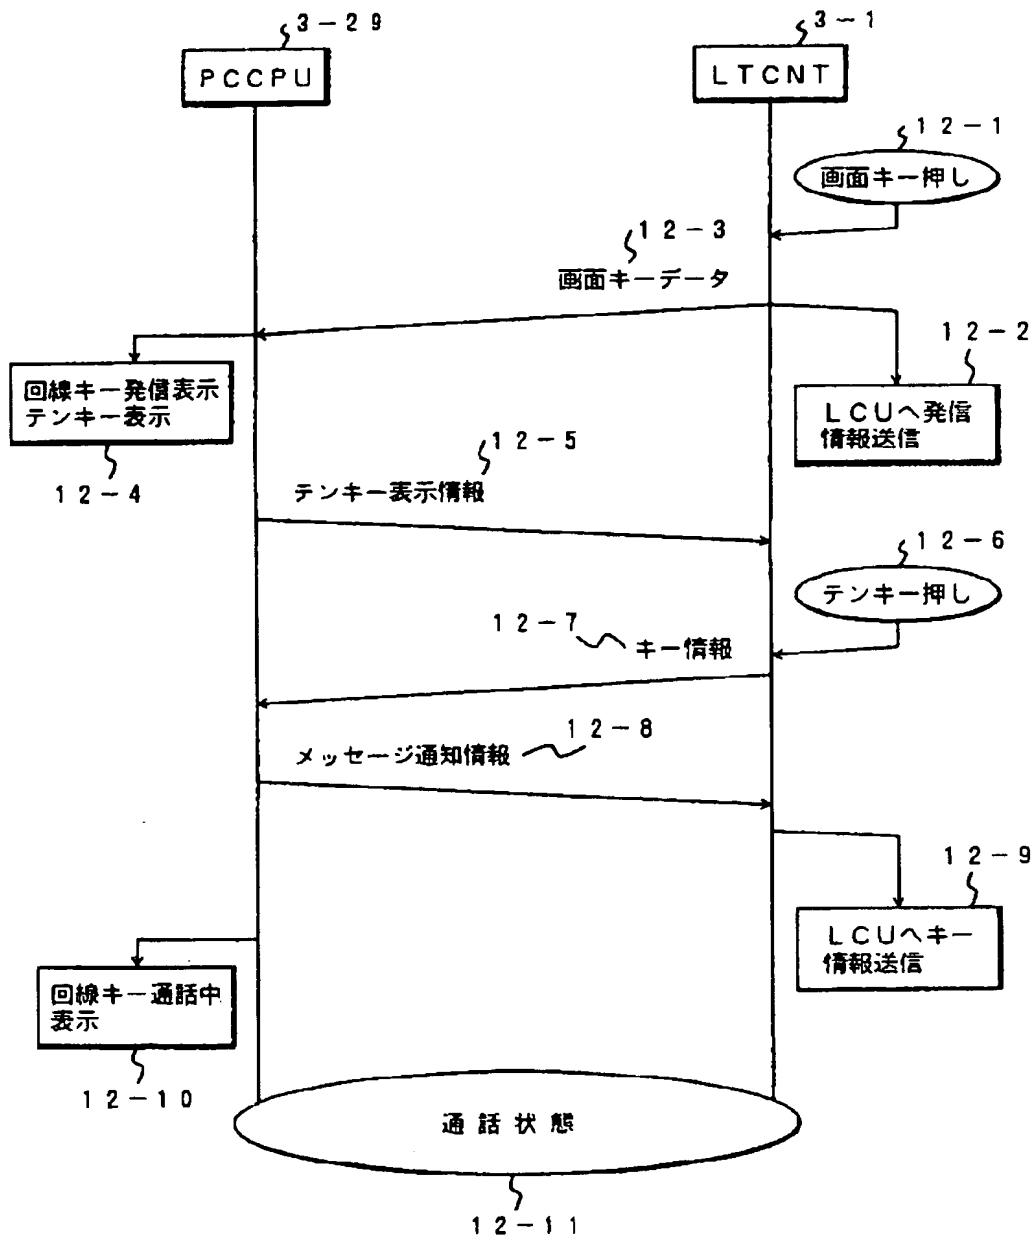 3-29
3-1
PCCPU
LTCNT
12-1
画面キー押し
12-3
画面キーデータ
12-2
回線キー発信表示
テンキー表示
LCUへ発信
情報送信
12-4
12-5
テンキー表示情報
12-6
テンキー押し
12-7
キー情報
12-8
メッセージ通知情報
12-9
LCUへキー
情報送信
回線キー通話中
表示
12-10
通話状態
12-11